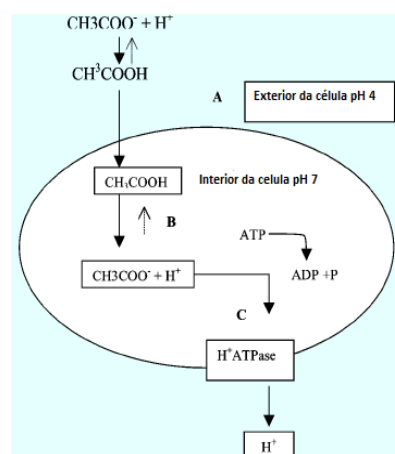 CH3COO⁻ + H⁺
CH³COOH
A
Exterior da célula pH 4
CH₃COOH
Interior da celula pH 7
B
ATP
ADP +P
CH3COO⁻ + H⁺
C
H⁺ATPase
H⁺